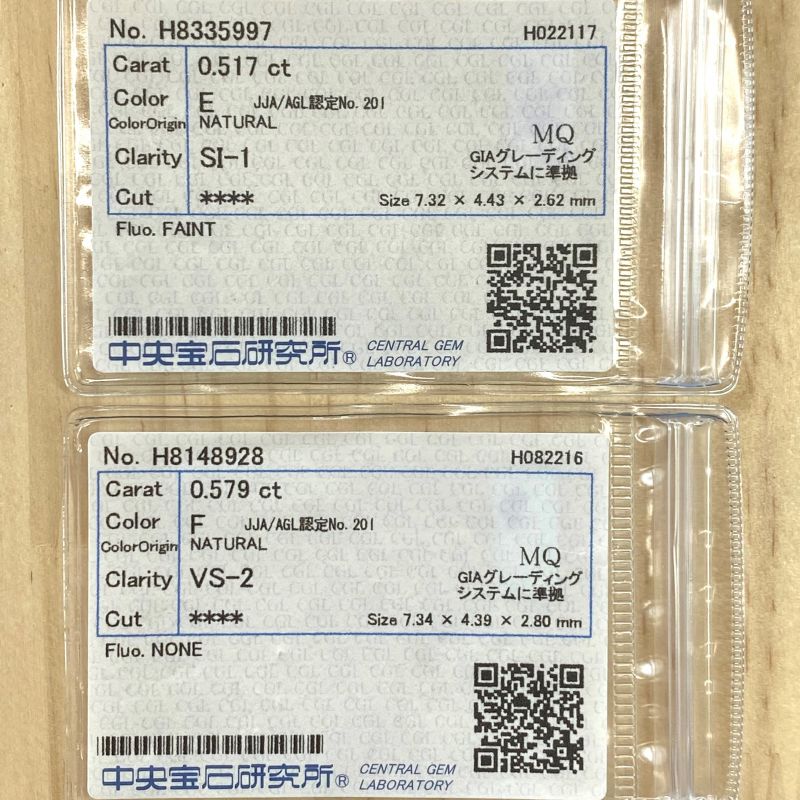 No. H8335997 H022117
Carat 0.517 ct
Color E JJA/AGL認定No. 201
ColorOrigin NATURAL
MQ
Clarity SI-1 GIAグレーディング
システムに準拠
Cut **** Size 7.32 × 4.43 × 2.62 mm
Fluo. FAINT
中央宝石研究所® CENTRAL GEM
LABORATORY
No. H8148928 H082216
Carat 0.579 ct
Color F JJA/AGL認定No. 201
ColorOrigin NATURAL
MQ
Clarity VS-2 GIAグレーディング
システムに準拠
Cut **** Size 7.34 × 4.39 × 2.80 mm
Fluo. NONE
中央宝石研究所® CENTRAL GEM
LABORATORY